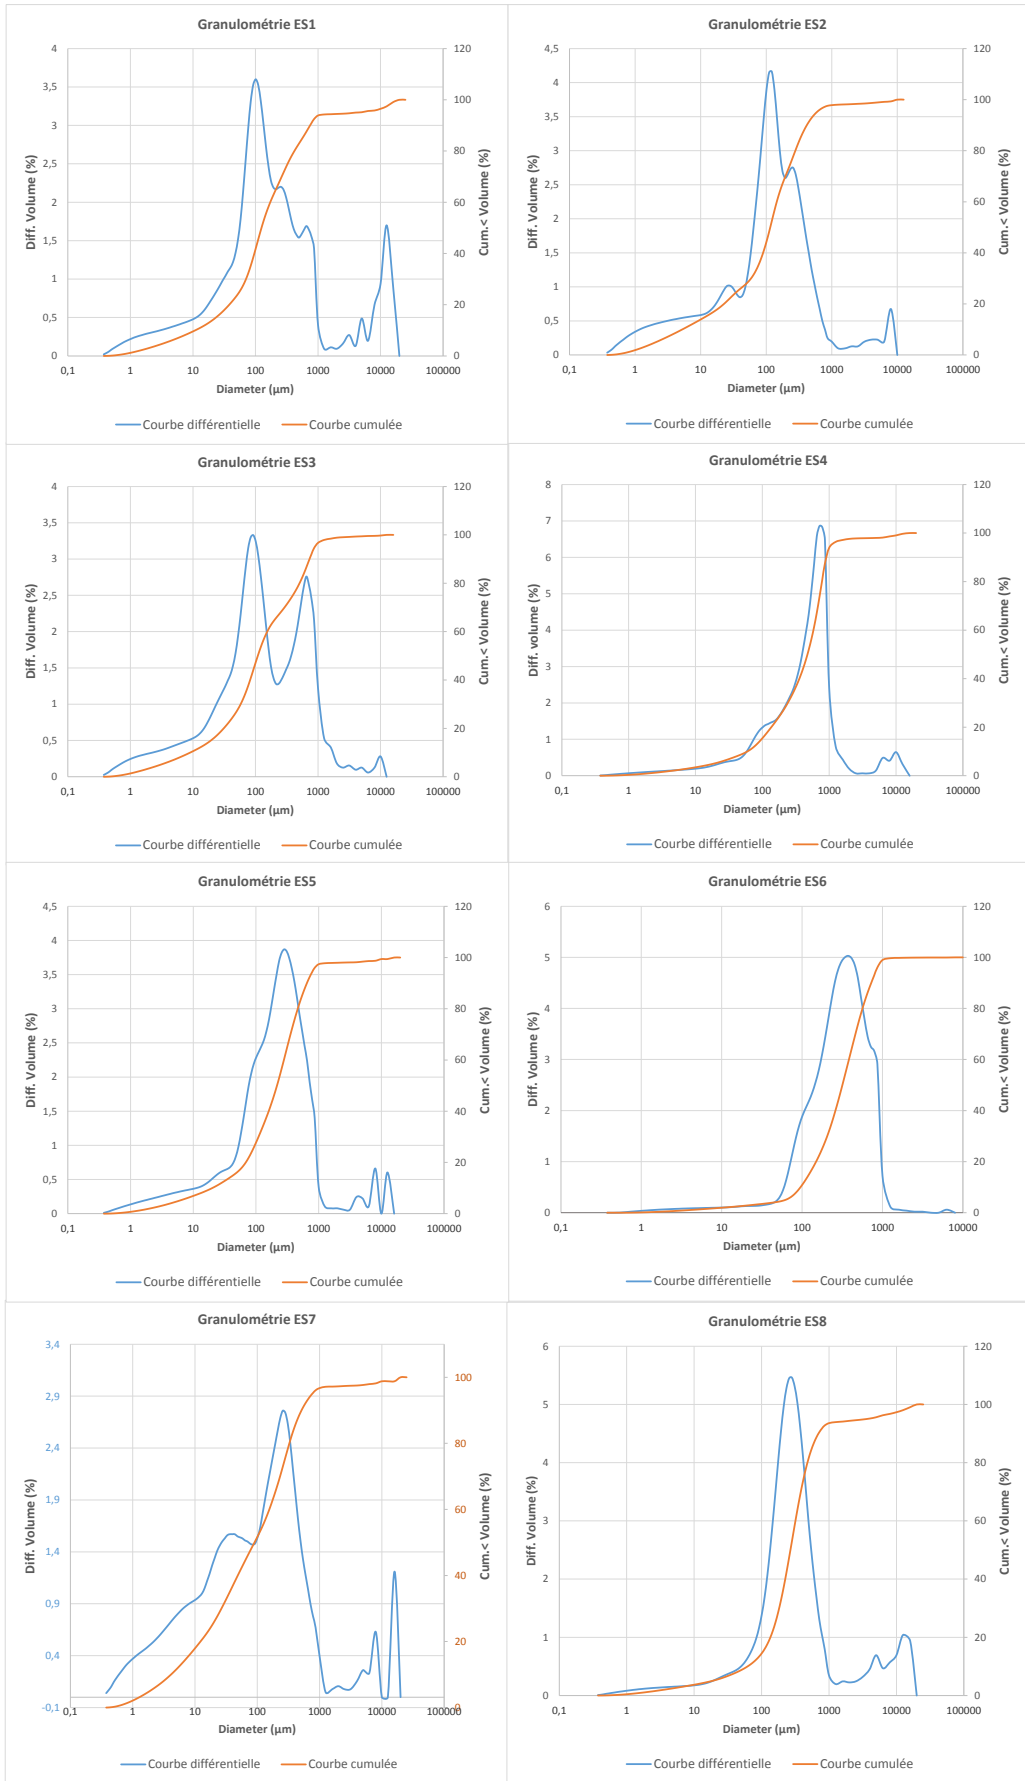 Granulométrie ES1
Diff. Volume (%)
4
3,5
3
2,5
2
1,5
1
0,5
0
120
100
80
60
40
20
0
Cum.< Volume (%)
0,1 1 10 100 1000 10000 100000
Diameter (µm)
Courbe différentielle Courbe cumulée
Granulométrie ES2
Diff. Volume (%)
4,5
4
3,5
3
2,5
2
1,5
1
0,5
0
120
100
80
60
40
20
0
Cum.< Volume (%)
0,1 1 10 100 1000 10000 100000
Diameter (µm)
Courbe différentielle Courbe cumulée
Granulométrie ES3
Diff. Volume (%)
4
3,5
3
2,5
2
1,5
1
0,5
0
120
100
80
60
40
20
0
Cum.< Volume (%)
0,1 1 10 100 1000 10000 100000
Diameter (µm)
Courbe différentielle Courbe cumulée
Granulométrie ES4
Diff. volume (%)
8
7
6
5
4
3
2
1
0
120
100
80
60
40
20
0
Cum.< Volume (%)
0,1 1 10 100 1000 10000 100000
Diameter (µm)
Courbe différentielle Courbe cumulée
Granulométrie ES5
Diff. Volume (%)
4,5
4
3,5
3
2,5
2
1,5
1
0,5
0
120
100
80
60
40
20
0
Cum.< Volume (%)
0,1 1 10 100 1000 10000 100000
Diameter (µm)
Courbe différentielle Courbe cumulée
Granulométrie ES6
Diff. Volume (%)
6
5
4
3
2
1
0
120
100
80
60
40
20
0
Cum.< Volume (%)
0,1 1 10 100 1000 10000
Diameter (µm)
Courbe différentielle Courbe cumulée
Granulométrie ES7
Diff. Volume (%)
3,4
2,9
2,4
1,9
1,4
0,9
0,4
-0,1
100
80
60
40
20
0
Cum.< Volume (%)
0,1 1 10 100 1000 10000 100000
Diameter (µm)
Courbe différentielle Courbe cumulée
Granulométrie ES8
Diff. Volume (%)
6
5
4
3
2
1
0
120
100
80
60
40
20
0
Cum.< Volume (%)
0,1 1 10 100 1000 10000 100000
Diameter (µm)
Courbe différentielle Courbe cumulée